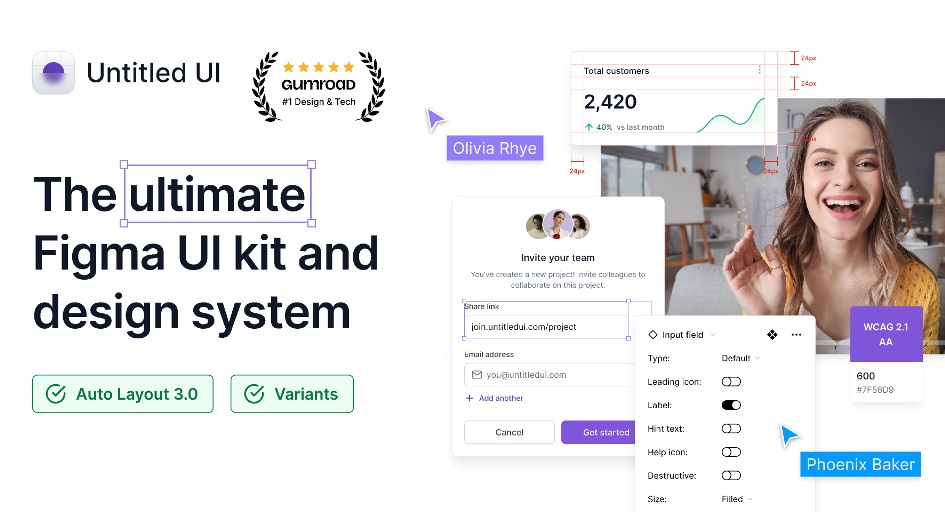 Untitled UI
GUMROAD
#1 Design & Tech
The ultimate
Figma UI kit and
design system
Auto Layout 3.0
Variants
Olivia Rhye
Total customers
2,420
40% vs last month
24px
24px
24px
24px
Invite your team
You've created a new project! Invite colleagues to
collaborate on this project.
Share link
join.untitledui.com/project
Email address
you@untitledui.com
Add another
Cancel
Get started
Input field
Type: Default
Leading icon:
Label:
Hint text:
Help icon:
Destructive:
Size: Filled
WCAG 2.1
AA
600
#7F56D9
Phoenix Baker